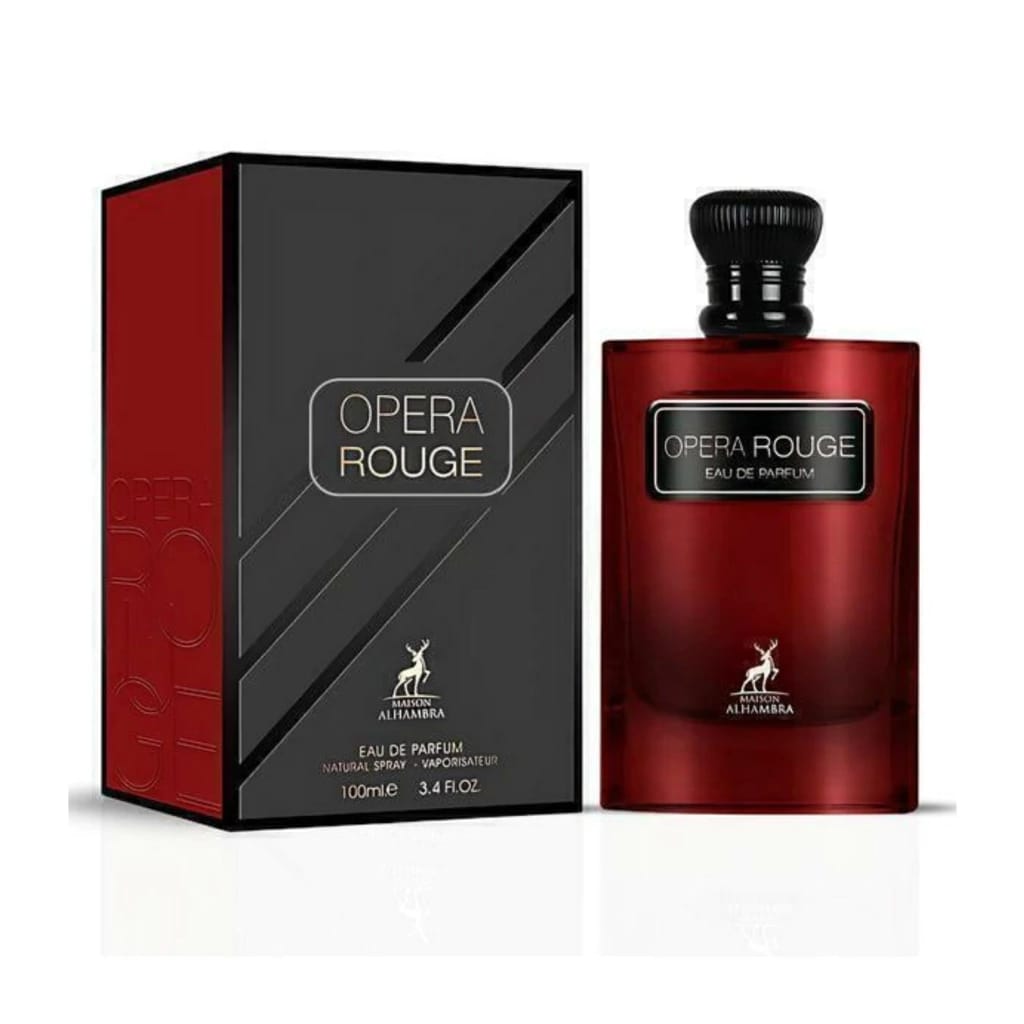 OPERA
ROUGE
MAISON
ALHAMBRA
EAU DE PARFUM
NATURAL SPRAY - VAPORISATEUR
100ml.e 3.4 Fl.OZ.
OPERA ROUGE
EAU DE PARFUM
MAISON
ALHAMBRA